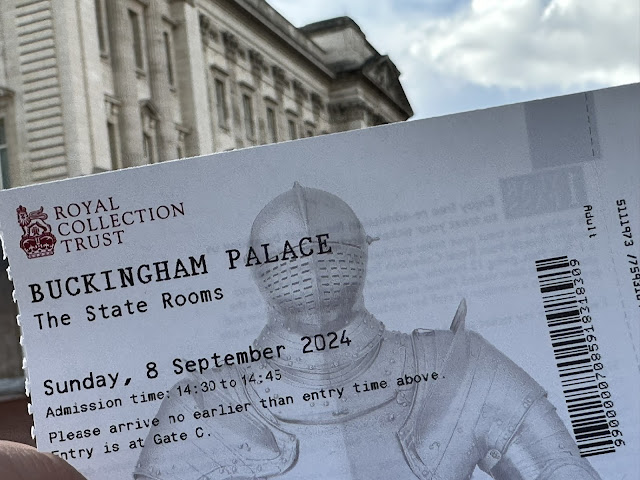 ROYAL
COLLECTION
TRUST
BUCKINGHAM PALACE
The State Rooms
Sunday, 8 September 2024
Admission time: 14:30 to 14:45
Please arrive no earlier than entry time above.
Entry is at Gate C.
Adult